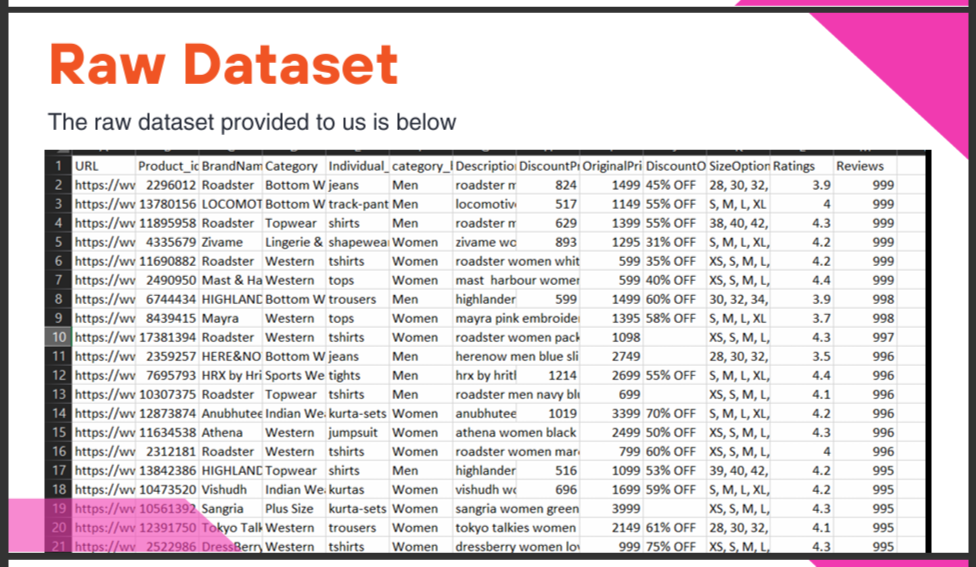 Raw Dataset
The raw dataset provided to us is below
1 URL Product_ic BrandNam Category Individual_ category_l Descriptior DiscountPi OriginalPri DiscountO SizeOption Ratings Reviews
2 https://wv 2296012 Roadster Bottom W jeans Men roadster m 824 1499 45% OFF 28, 30, 32, 3.9 999
3 https://wv 13780156 LOCOMOT Bottom W track-pant Men locomotiv 517 1149 55% OFF S, M, L, XL 4 999
4 https://wv 11895958 Roadster Topwear shirts Men roadster m 629 1399 55% OFF 38, 40, 42, 4.3 999
5 https://wv 4335679 Zivame Lingerie & shapewear Women zivame wo 893 1295 31% OFF S, M, L, XL, 4.2 999
6 https://wv 11690882 Roadster Western tshirts Women roadster women whit 599 35% OFF XS, S, M, L, 4.2 999
7 https://wv 2490950 Mast & Ha Western tops Women mast harbour women 599 40% OFF XS, S, M, L, 4.4 999
8 https://wv 6744434 HIGHLAND Bottom W trousers Men highlander 599 1499 60% OFF 30, 32, 34, 3.9 998
9 https://wv 8439415 Mayra Western tops Women mayra pink embroide 1395 58% OFF S, M, L, XL 3.7 998
10 https://wv 17381394 Roadster Western tshirts Women roadster women pack 1098 XS, S, M, L, 4.3 997
11 https://wv 2359257 HERE&NO Bottom W jeans Men herenow men blue sli 2749 28, 30, 32, 3.5 996
12 https://wv 7695793 HRX by Hri Sports We tights Men hrx by hritl 1214 2699 55% OFF S, M, L, XL, 4.4 996
13 https://wv 10307375 Roadster Topwear tshirts Men roadster men navy bl 699 XS, S, M, L, 4.1 996
14 https://wv 12873874 Anubhutee Indian We kurta-sets Women anubhutee 1019 3399 70% OFF S, M, L, XL, 4.2 996
15 https://wv 11634538 Athena Western jumpsuit Women athena women black 2499 50% OFF XS, S, M, L, 4.3 996
16 https://wv 2312181 Roadster Western tshirts Women roadster women mar 799 60% OFF XS, S, M, L, 4 996
17 https://wv 13842386 HIGHLAND Topwear shirts Men highlander 516 1099 53% OFF 39, 40, 42, 4.2 995
18 https://wv 10473520 Vishudh Indian We kurtas Women vishudh wo 696 1699 59% OFF S, M, L, XL, 4.2 995
19 https://wv 10561392 Sangria Plus Size kurta-sets Women sangria women green 3999 XS, S, M, L, 4.3 995
20 https://wv 12391750 Tokyo Talk Western trousers Women tokyo talkies women 2149 61% OFF 28, 30, 32, 4.1 995
21 https://wv 2522986 DressBerry Western tshirts Women dressberry women lov 999 75% OFF XS, S, M, L, 4.3 995